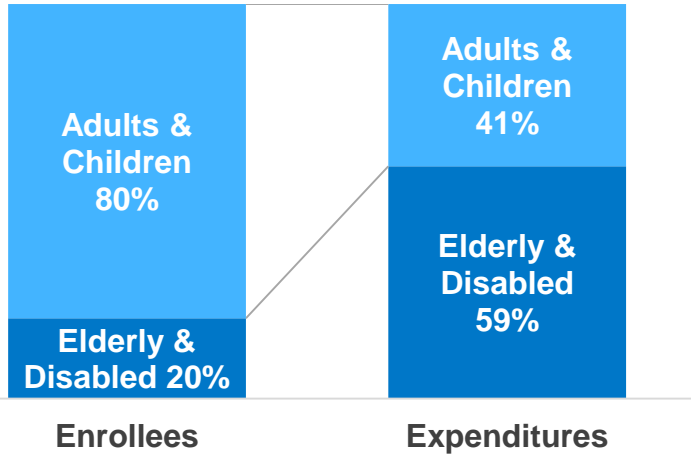 Adults &
Children
80%
Elderly &
Disabled 20%
Adults &
Children
41%
Elderly &
Disabled
59%
Enrollees
Expenditures